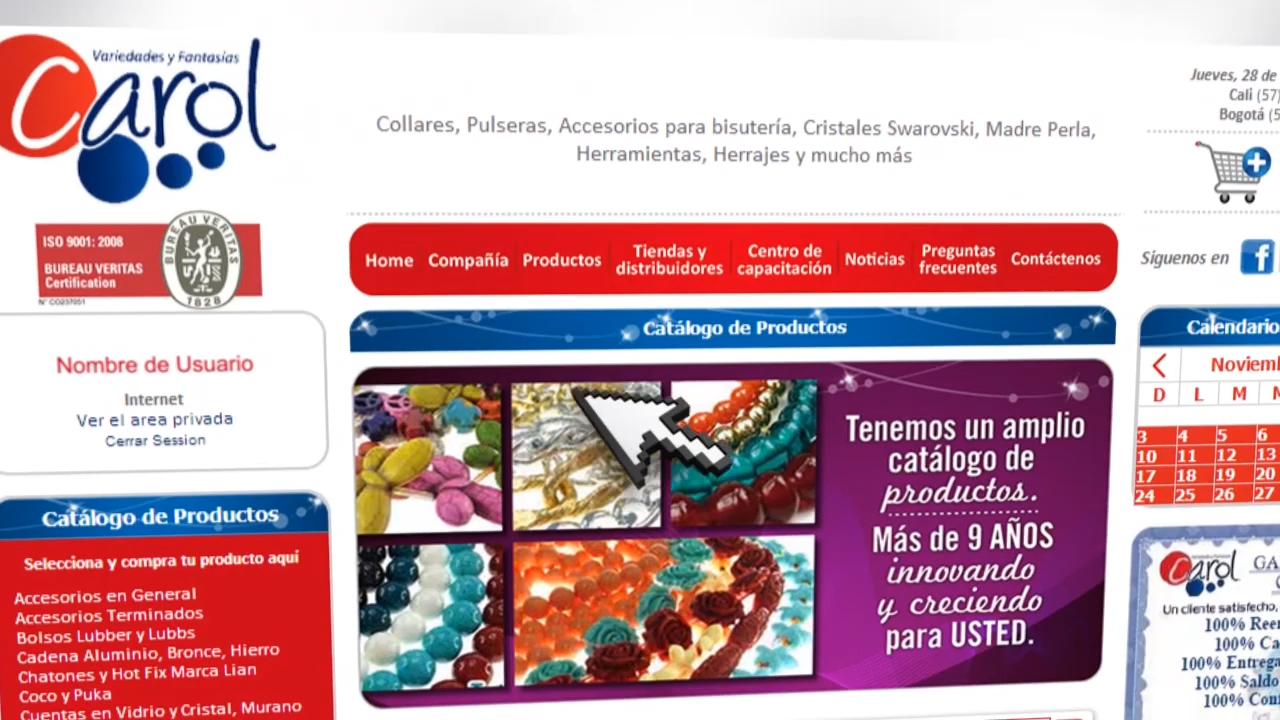 Variedades y Fantasías
Carol
ISO 9001: 2008
BUREAU VERITAS
Certification
BUREAU VERITAS
1828
Nombre de Usuario
Internet
Ver el area privada
Cerrar Session
Catálogo de Productos
Selecciona y compra tu producto aquí
Accesorios en General
Accesorios Terminados
Bolsos Lubber y Lubbs
Cadena Aluminio, Bronce, Hierro
Chatones y Hot Fix Marca Lian
Coco y Puka
Cuentas en Vidrio y Cristal, Murano
Collares, Pulseras, Accesorios para bisutería, Cristales Swarovski, Madre Perla,
Herramientas, Herrajes y mucho más
Home
Compañía
Productos
Tiendas y
distribuidores
Centro de
capacitación
Noticias
Preguntas
frecuentes
Contáctenos
Catálogo de Productos
Tenemos un amplio
catálogo de
productos.
Más de 9 AÑOS
innovando
y creciendo
para USTED.
Jueves, 28 de
Cali (57)
Bogotá (5
Síguenos en
f
Calendario
Noviem
D L M
3 4 5 6
10 11 12 13
17 18 19 20
24 25 26 27
Carol
GA
Un cliente satisfecho,
100% Ree
100% Ca
100% Entrega
100% Saldo
100% Con